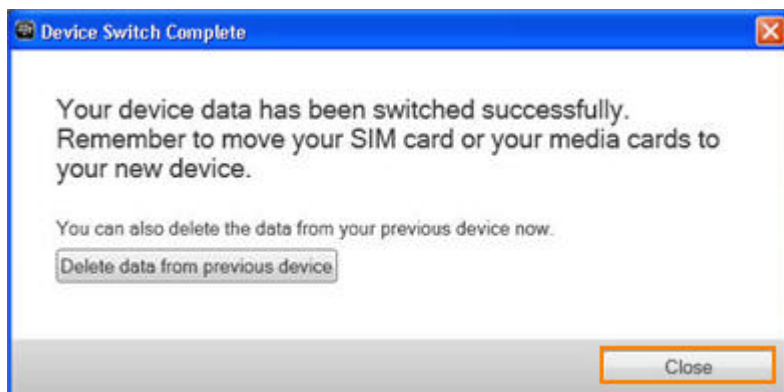 Device Switch Complete
Your device data has been switched successfully.
Remember to move your SIM card or your media cards to
your new device.
You can also delete the data from your previous device now.
Delete data from previous device
Close